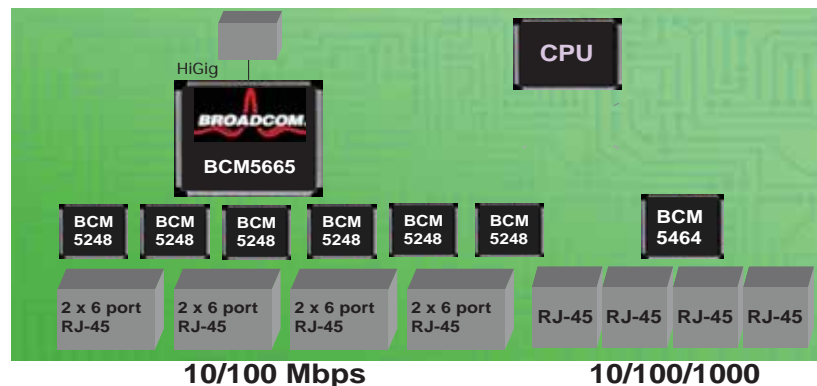 HiGig
CPU
BROADCOM.
BCM5665
BCM
5248
BCM
5248
BCM
5248
BCM
5248
BCM
5248
BCM
5248
BCM
5464
2 x 6 port
RJ-45
2 x 6 port
RJ-45
2 x 6 port
RJ-45
2 x 6 port
RJ-45
RJ-45
RJ-45
RJ-45
RJ-45
10/100 Mbps
10/100/1000